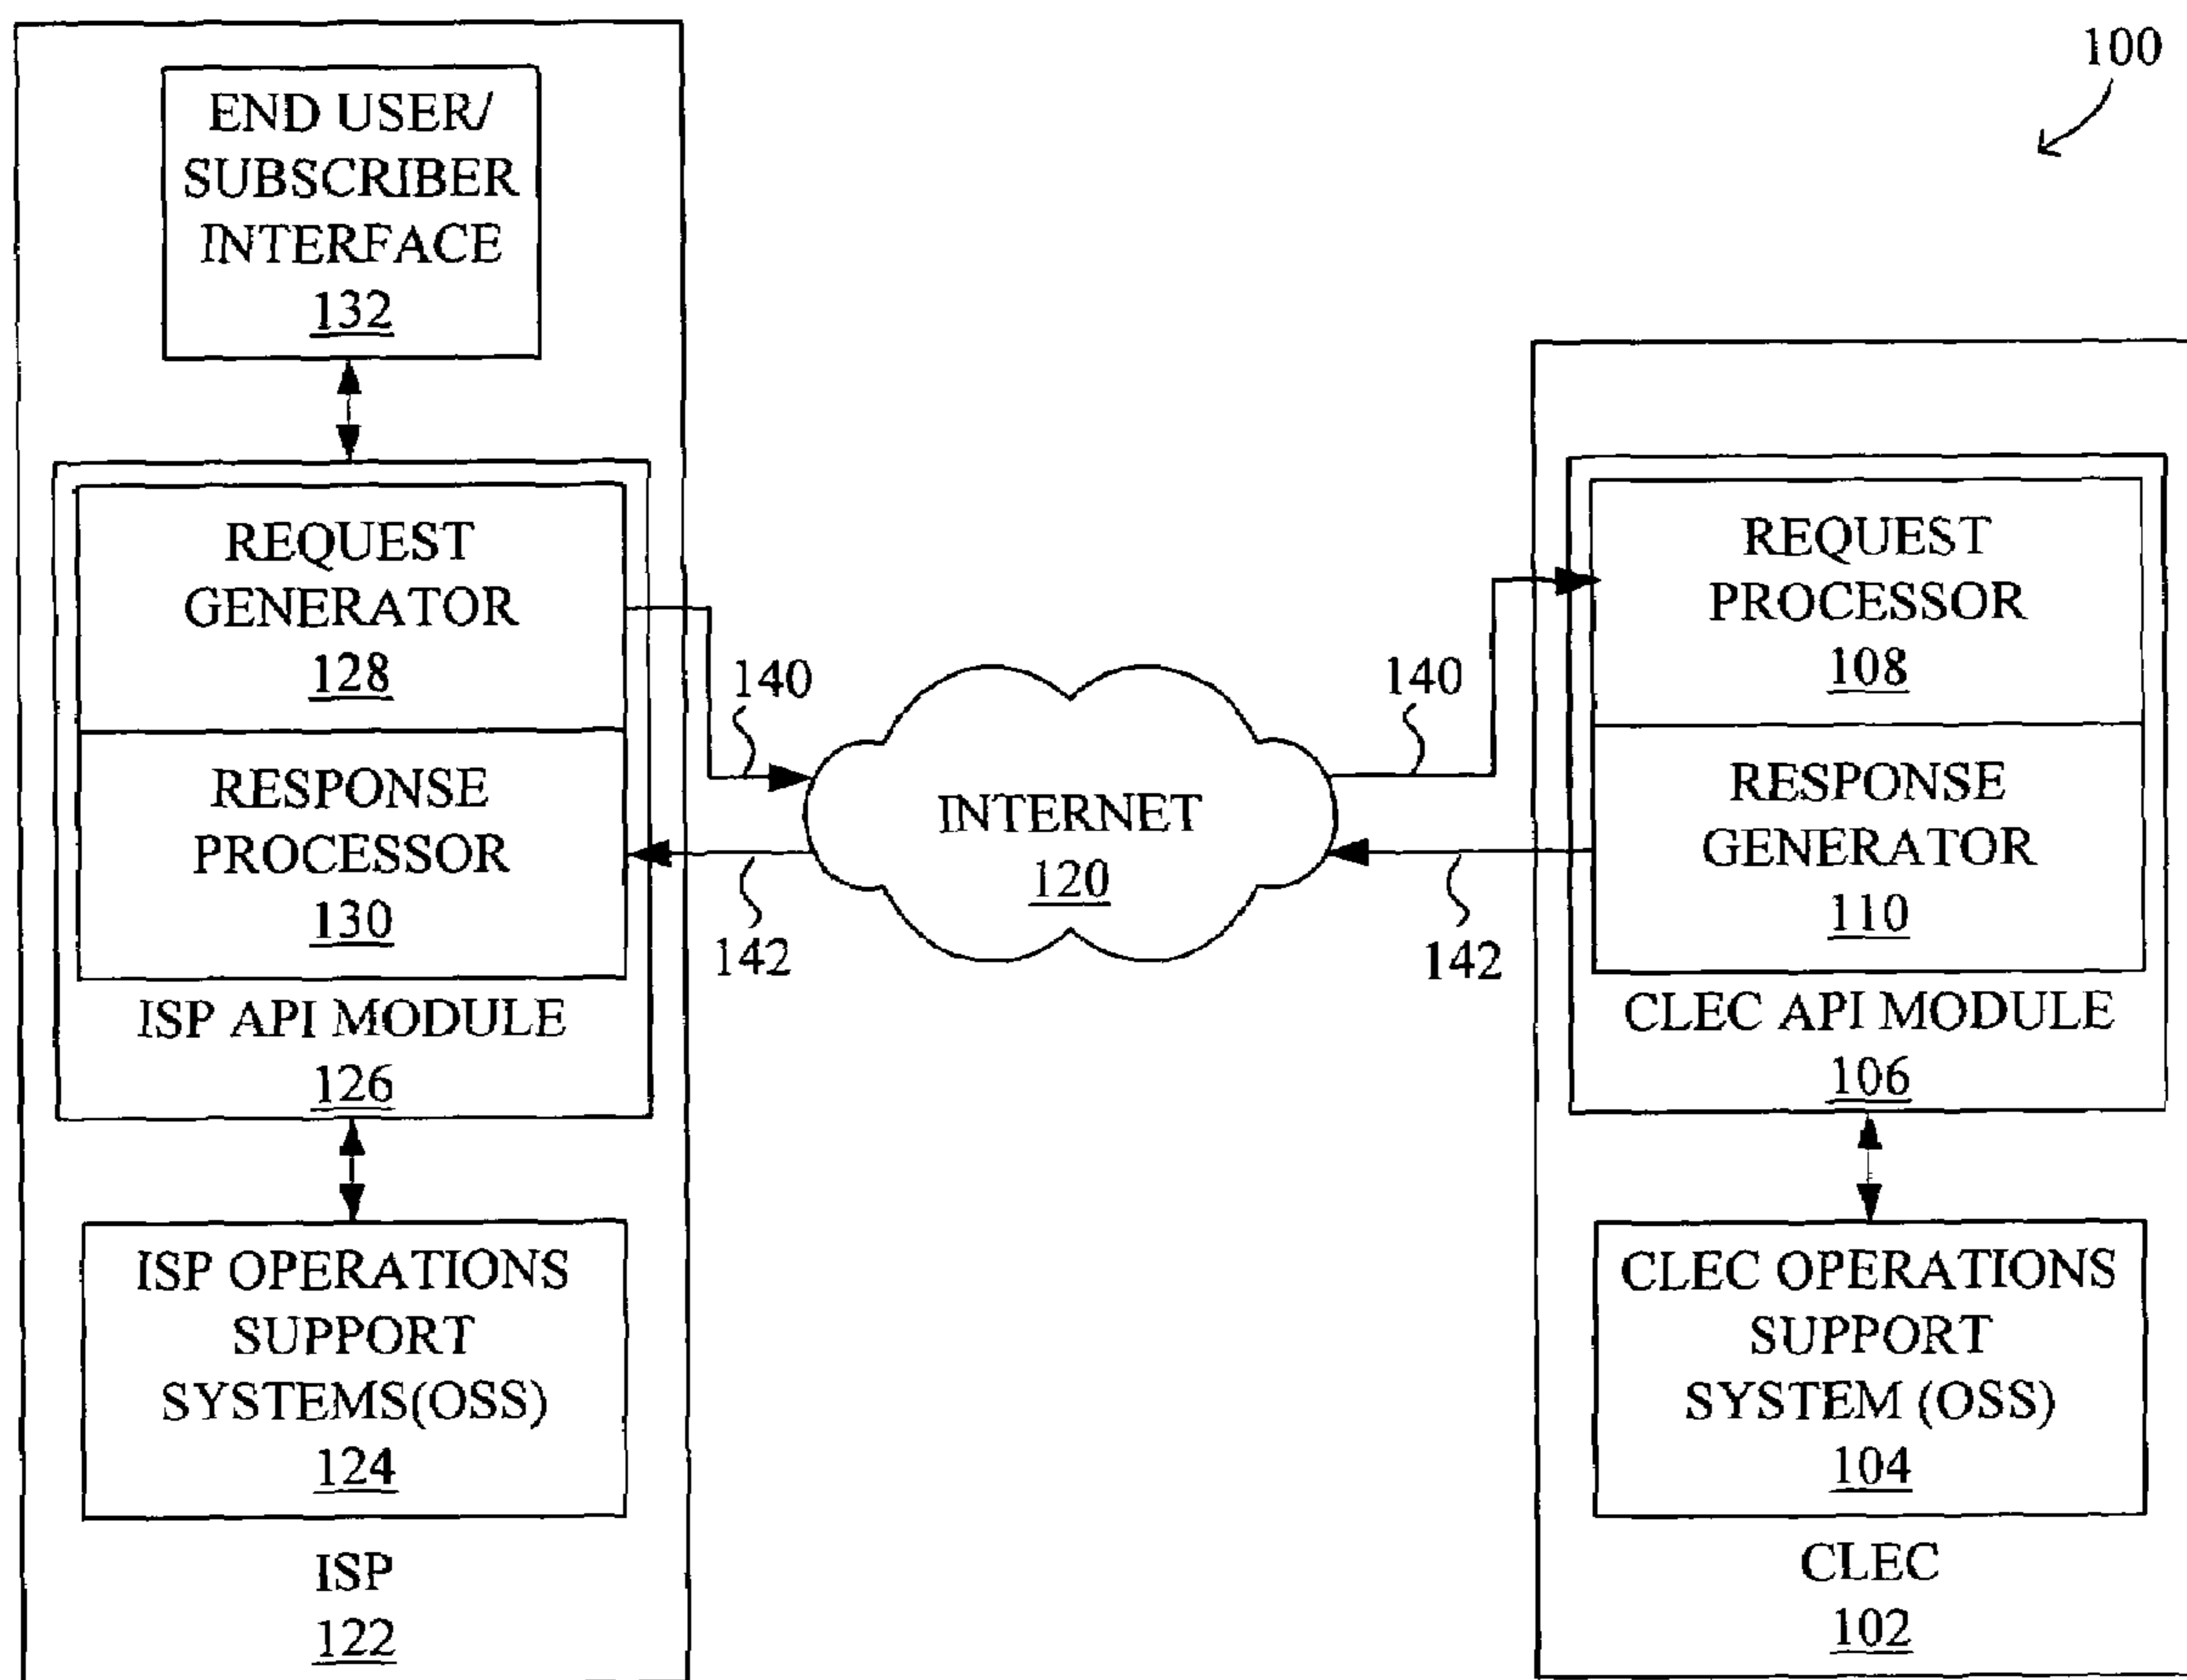 100
END USER/
SUBSCRIBER
INTERFACE
132
REQUEST
GENERATOR
128
RESPONSE
PROCESSOR
130
ISP API MODULE
126
ISP OPERATIONS
SUPPORT
SYSTEMS(OSS)
124
ISP
122
140
142
INTERNET
120
140
142
REQUEST
PROCESSOR
108
RESPONSE
GENERATOR
110
CLEC API MODULE
106
CLEC OPERATIONS
SUPPORT
SYSTEM (OSS)
104
CLEC
102